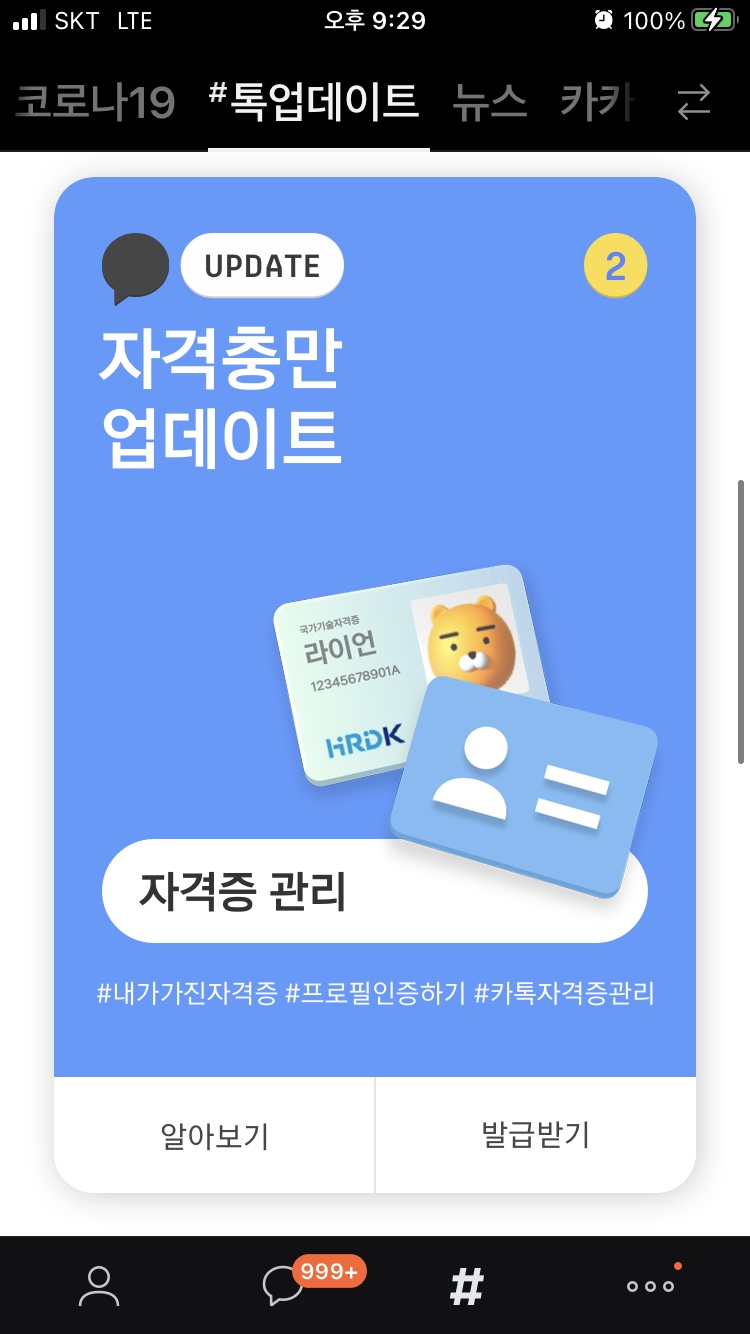 SKT LTE 오후 9:29 100%
코로나19 #톡업데이트 뉴스 카카
UPDATE 2
자격충만
업데이트
국가기술자격증
라이언
12345678901A
HRDK
자격증 관리
#내가가진자격증 #프로필인증하기 #카톡자격증관리
알아보기 발급받기
999+ #